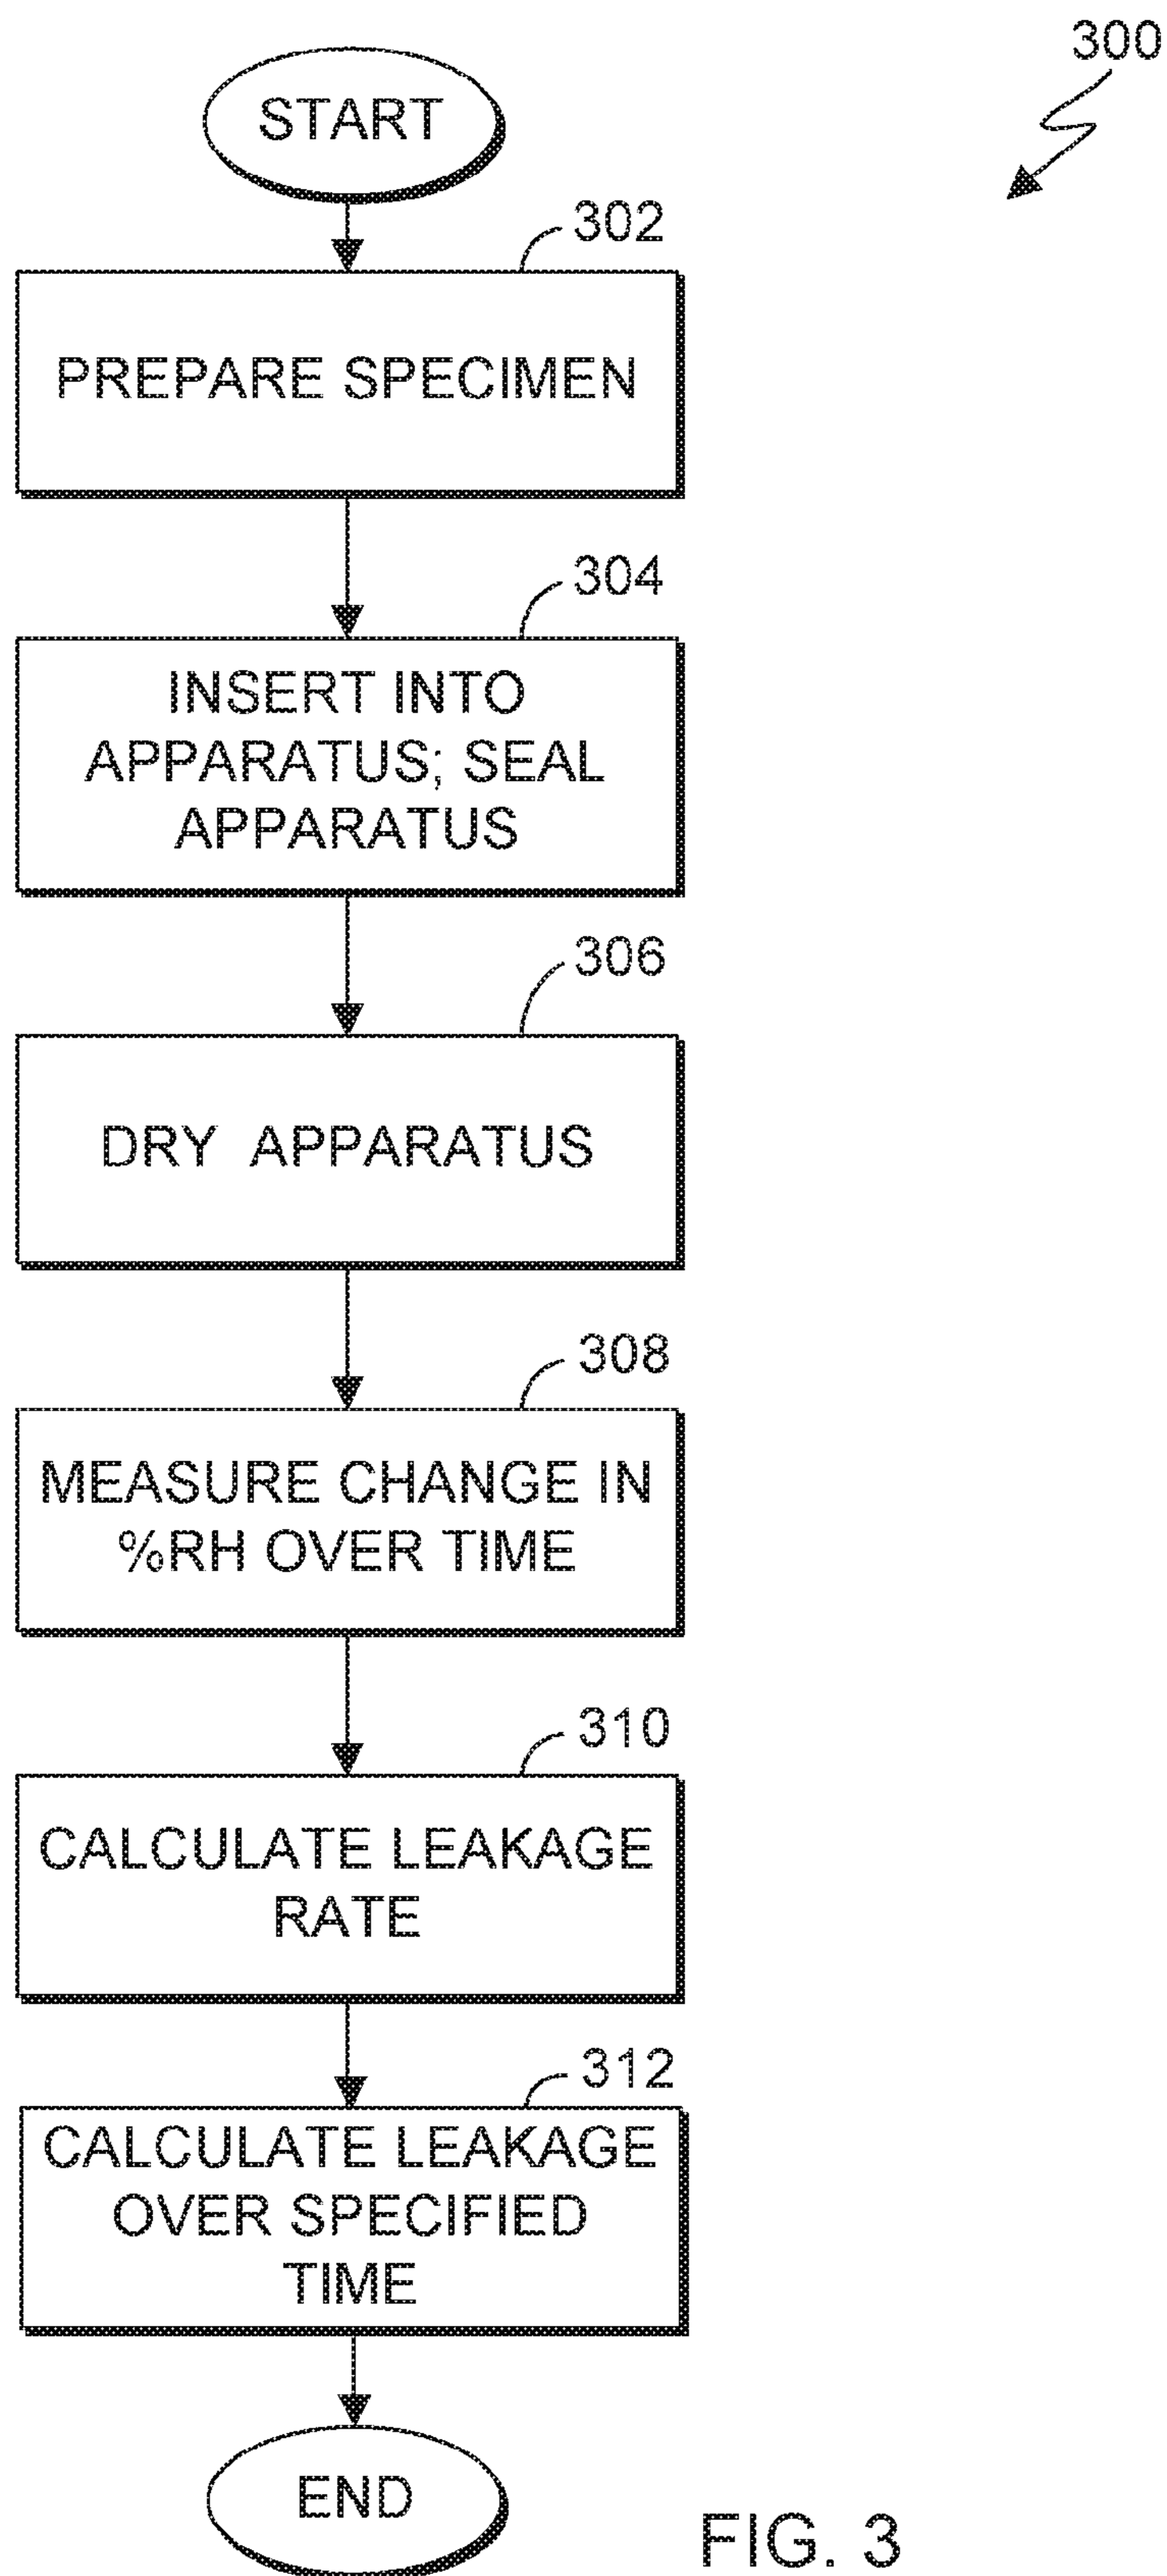 300
START
302
PREPARE SPECIMEN
304
INSERT INTO
APPARATUS; SEAL
APPARATUS
306
DRY APPARATUS
308
MEASURE CHANGE IN
%RH OVER TIME
310
CALCULATE LEAKAGE
RATE
312
CALCULATE LEAKAGE
OVER SPECIFIED
TIME
END
FIG. 3